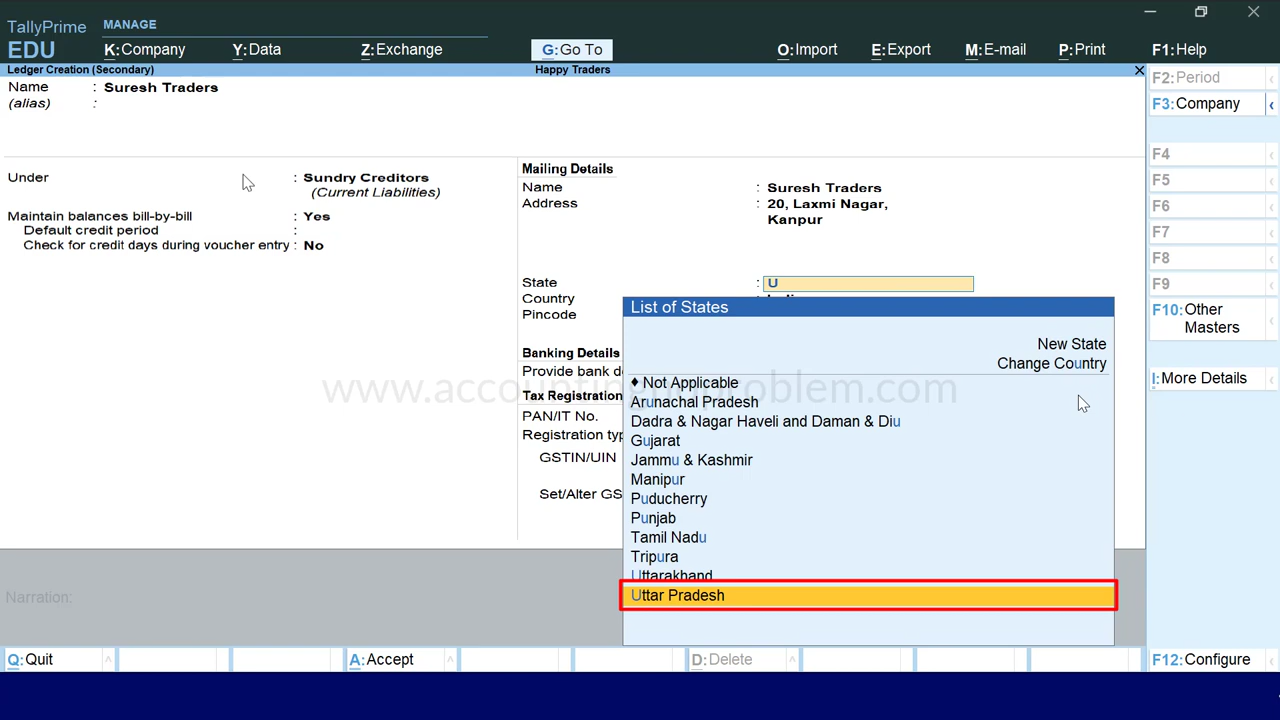 TallyPrime
EDU
MANAGE
K:Company
Y:Data
Z:Exchange
G:Go To
O:Import
E:Export
M:E-mail
P:Print
F1:Help
Ledger Creation (Secondary)
Happy Traders
Name : Suresh Traders
(alias) :
Under : Sundry Creditors
(Current Liabilities)
Maintain balances bill-by-bill : Yes
Default credit period :
Check for credit days during voucher entry : No
Mailing Details
Name : Suresh Traders
Address : 20, Laxmi Nagar,
Kanpur
State : U
Country
Pincode
Banking Details
Provide bank d
Tax Registration
PAN/IT No.
Registration typ
GSTIN/UIN
Set/Alter GS
List of States
New State
Change Country
♦ Not Applicable
Arunachal Pradesh
Dadra & Nagar Haveli and Daman & Diu
Gujarat
Jammu & Kashmir
Manipur
Puducherry
Punjab
Tamil Nadu
Tripura
Uttarakhand
Uttar Pradesh
Narration:
F2:Period
F3:Company
F4
F5
F6
F7
F8
F9
F10:Other
Masters
I:More Details
Q:Quit
A:Accept
D:Delete
F12:Configure